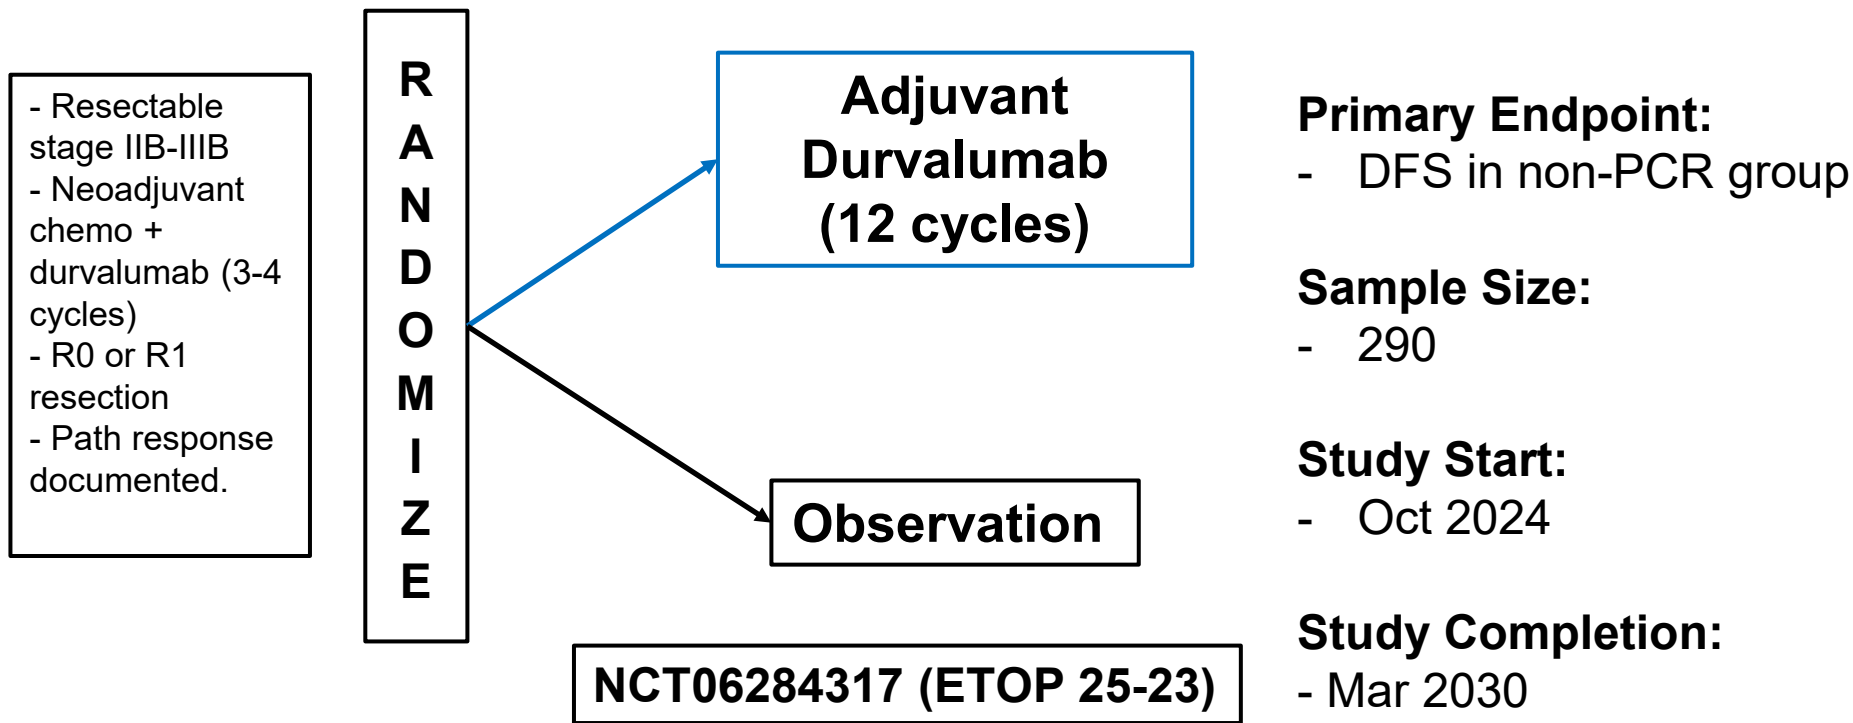 - Resectable
stage IIB-IIIB
- Neoadjuvant
chemo +
durvalumab (3-4
cycles)
- R0 or R1
resection
- Path response
documented.
R
A
N
D
O
M
I
Z
E
Adjuvant
Durvalumab
(12 cycles)
Observation
NCT06284317 (ETOP 25-23)
Primary Endpoint:
- DFS in non-PCR group
Sample Size:
- 290
Study Start:
- Oct 2024
Study Completion:
- Mar 2030